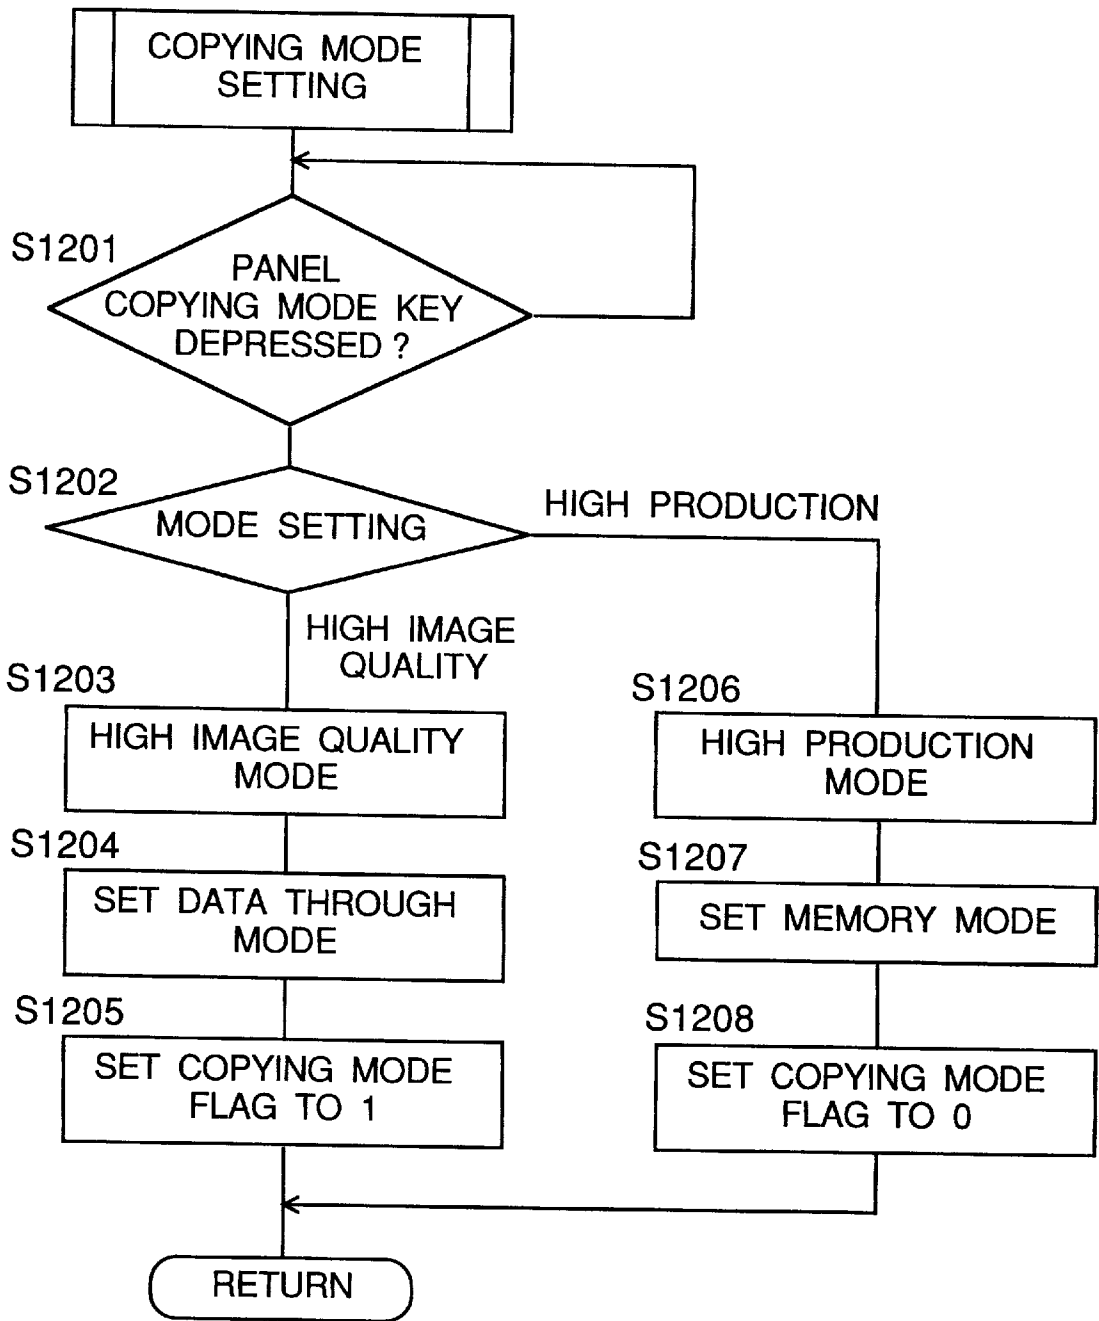 COPYING MODE
SETTING
S1201
PANEL
COPYING MODE KEY
DEPRESSED ?
S1202
MODE SETTING
HIGH PRODUCTION
HIGH IMAGE
QUALITY
S1203
HIGH IMAGE QUALITY
MODE
S1204
SET DATA THROUGH
MODE
S1205
SET COPYING MODE
FLAG TO 1
S1206
HIGH PRODUCTION
MODE
S1207
SET MEMORY MODE
S1208
SET COPYING MODE
FLAG TO 0
RETURN